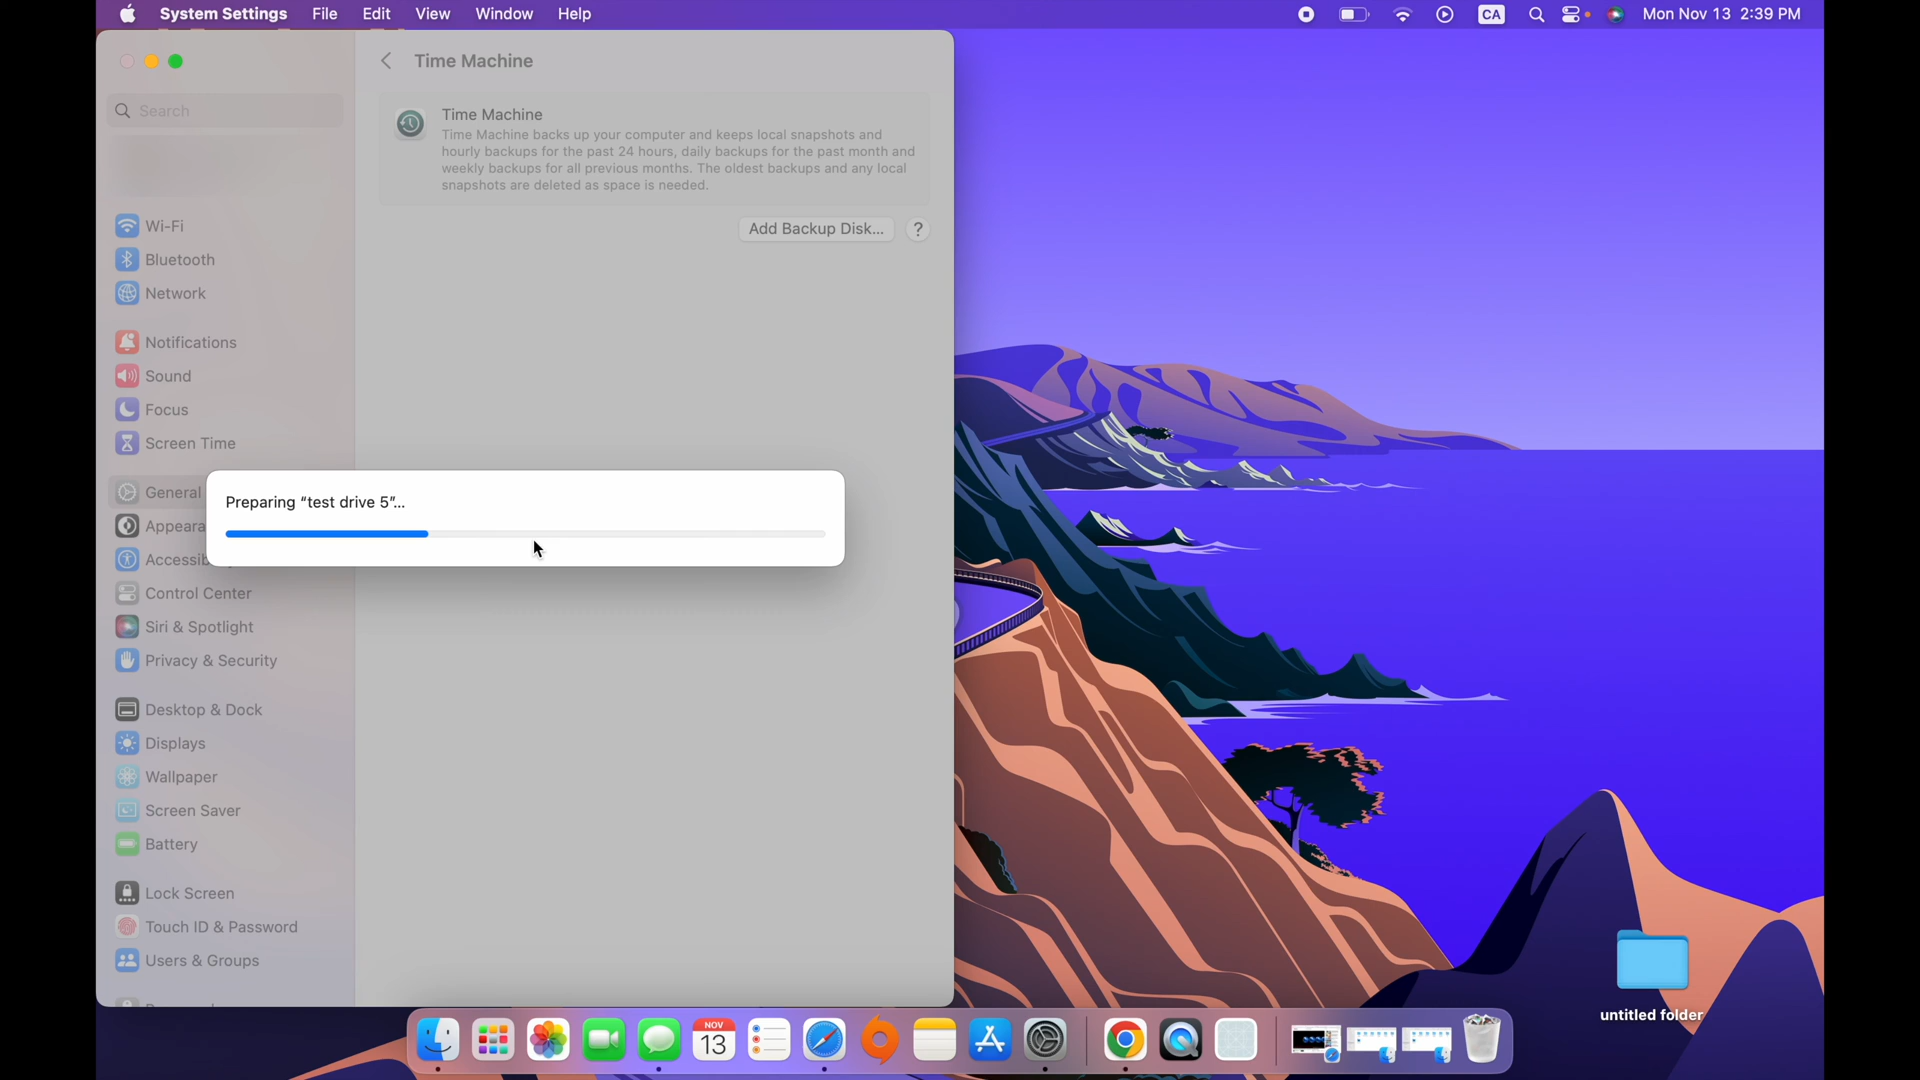 System Settings File Edit View Window Help
CA Mon Nov 13 2:39 PM
Time Machine
Search
Time Machine
Time Machine backs up your computer and keeps local snapshots and
hourly backups for the past 24 hours, daily backups for the past month and
weekly backups for all previous months. The oldest backups and any local
snapshots are deleted as space is needed.
Add Backup Disk... ?
Wi-Fi
Bluetooth
Network
Notifications
Sound
Focus
Screen Time
General
Appeara
Accessib
Preparing “test drive 5”...
Control Center
Siri & Spotlight
Privacy & Security
Desktop & Dock
Displays
Wallpaper
Screen Saver
Battery
Lock Screen
Touch ID & Password
Users & Groups
untitled folder
NOV
13